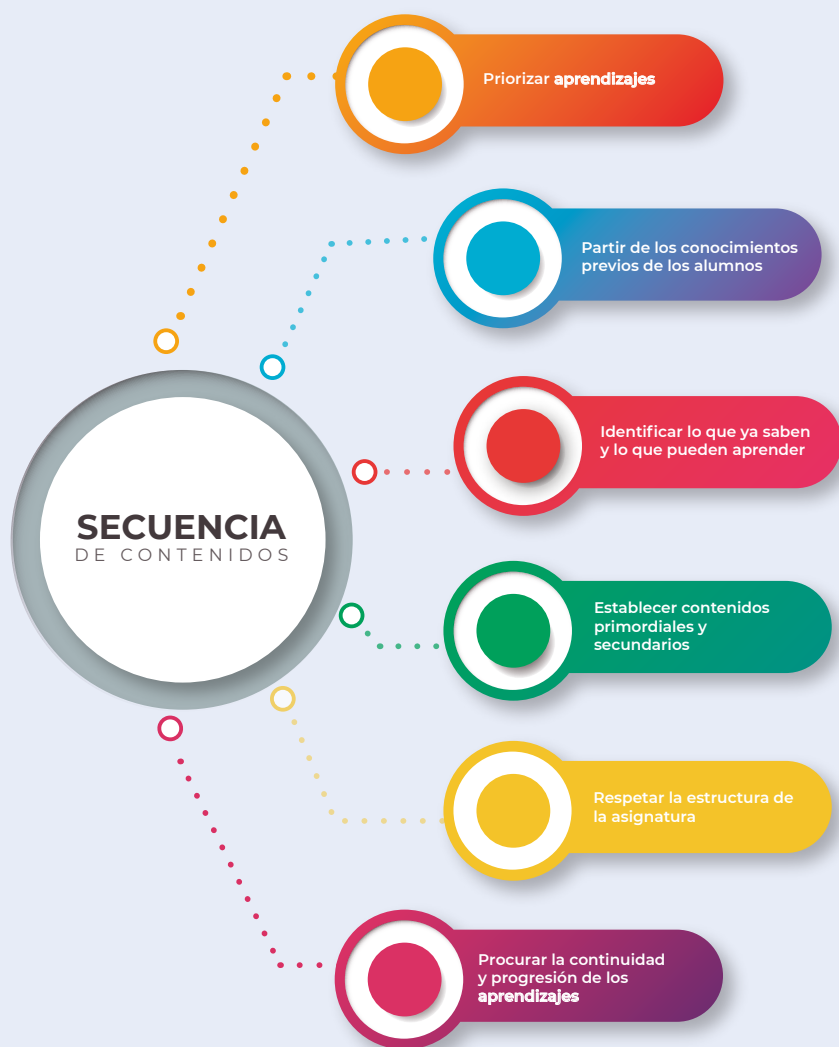 Priorizar aprendizajes
Partir de los conocimientos
previos de los alumnos
Identificar lo que ya saben
y lo que pueden aprender
SECUENCIA
DE CONTENIDOS
Establecer contenidos
primordiales y
secundarios
Respetar la estructura de
la asignatura
Procurar la continuidad
y progresión de los
aprendizajes